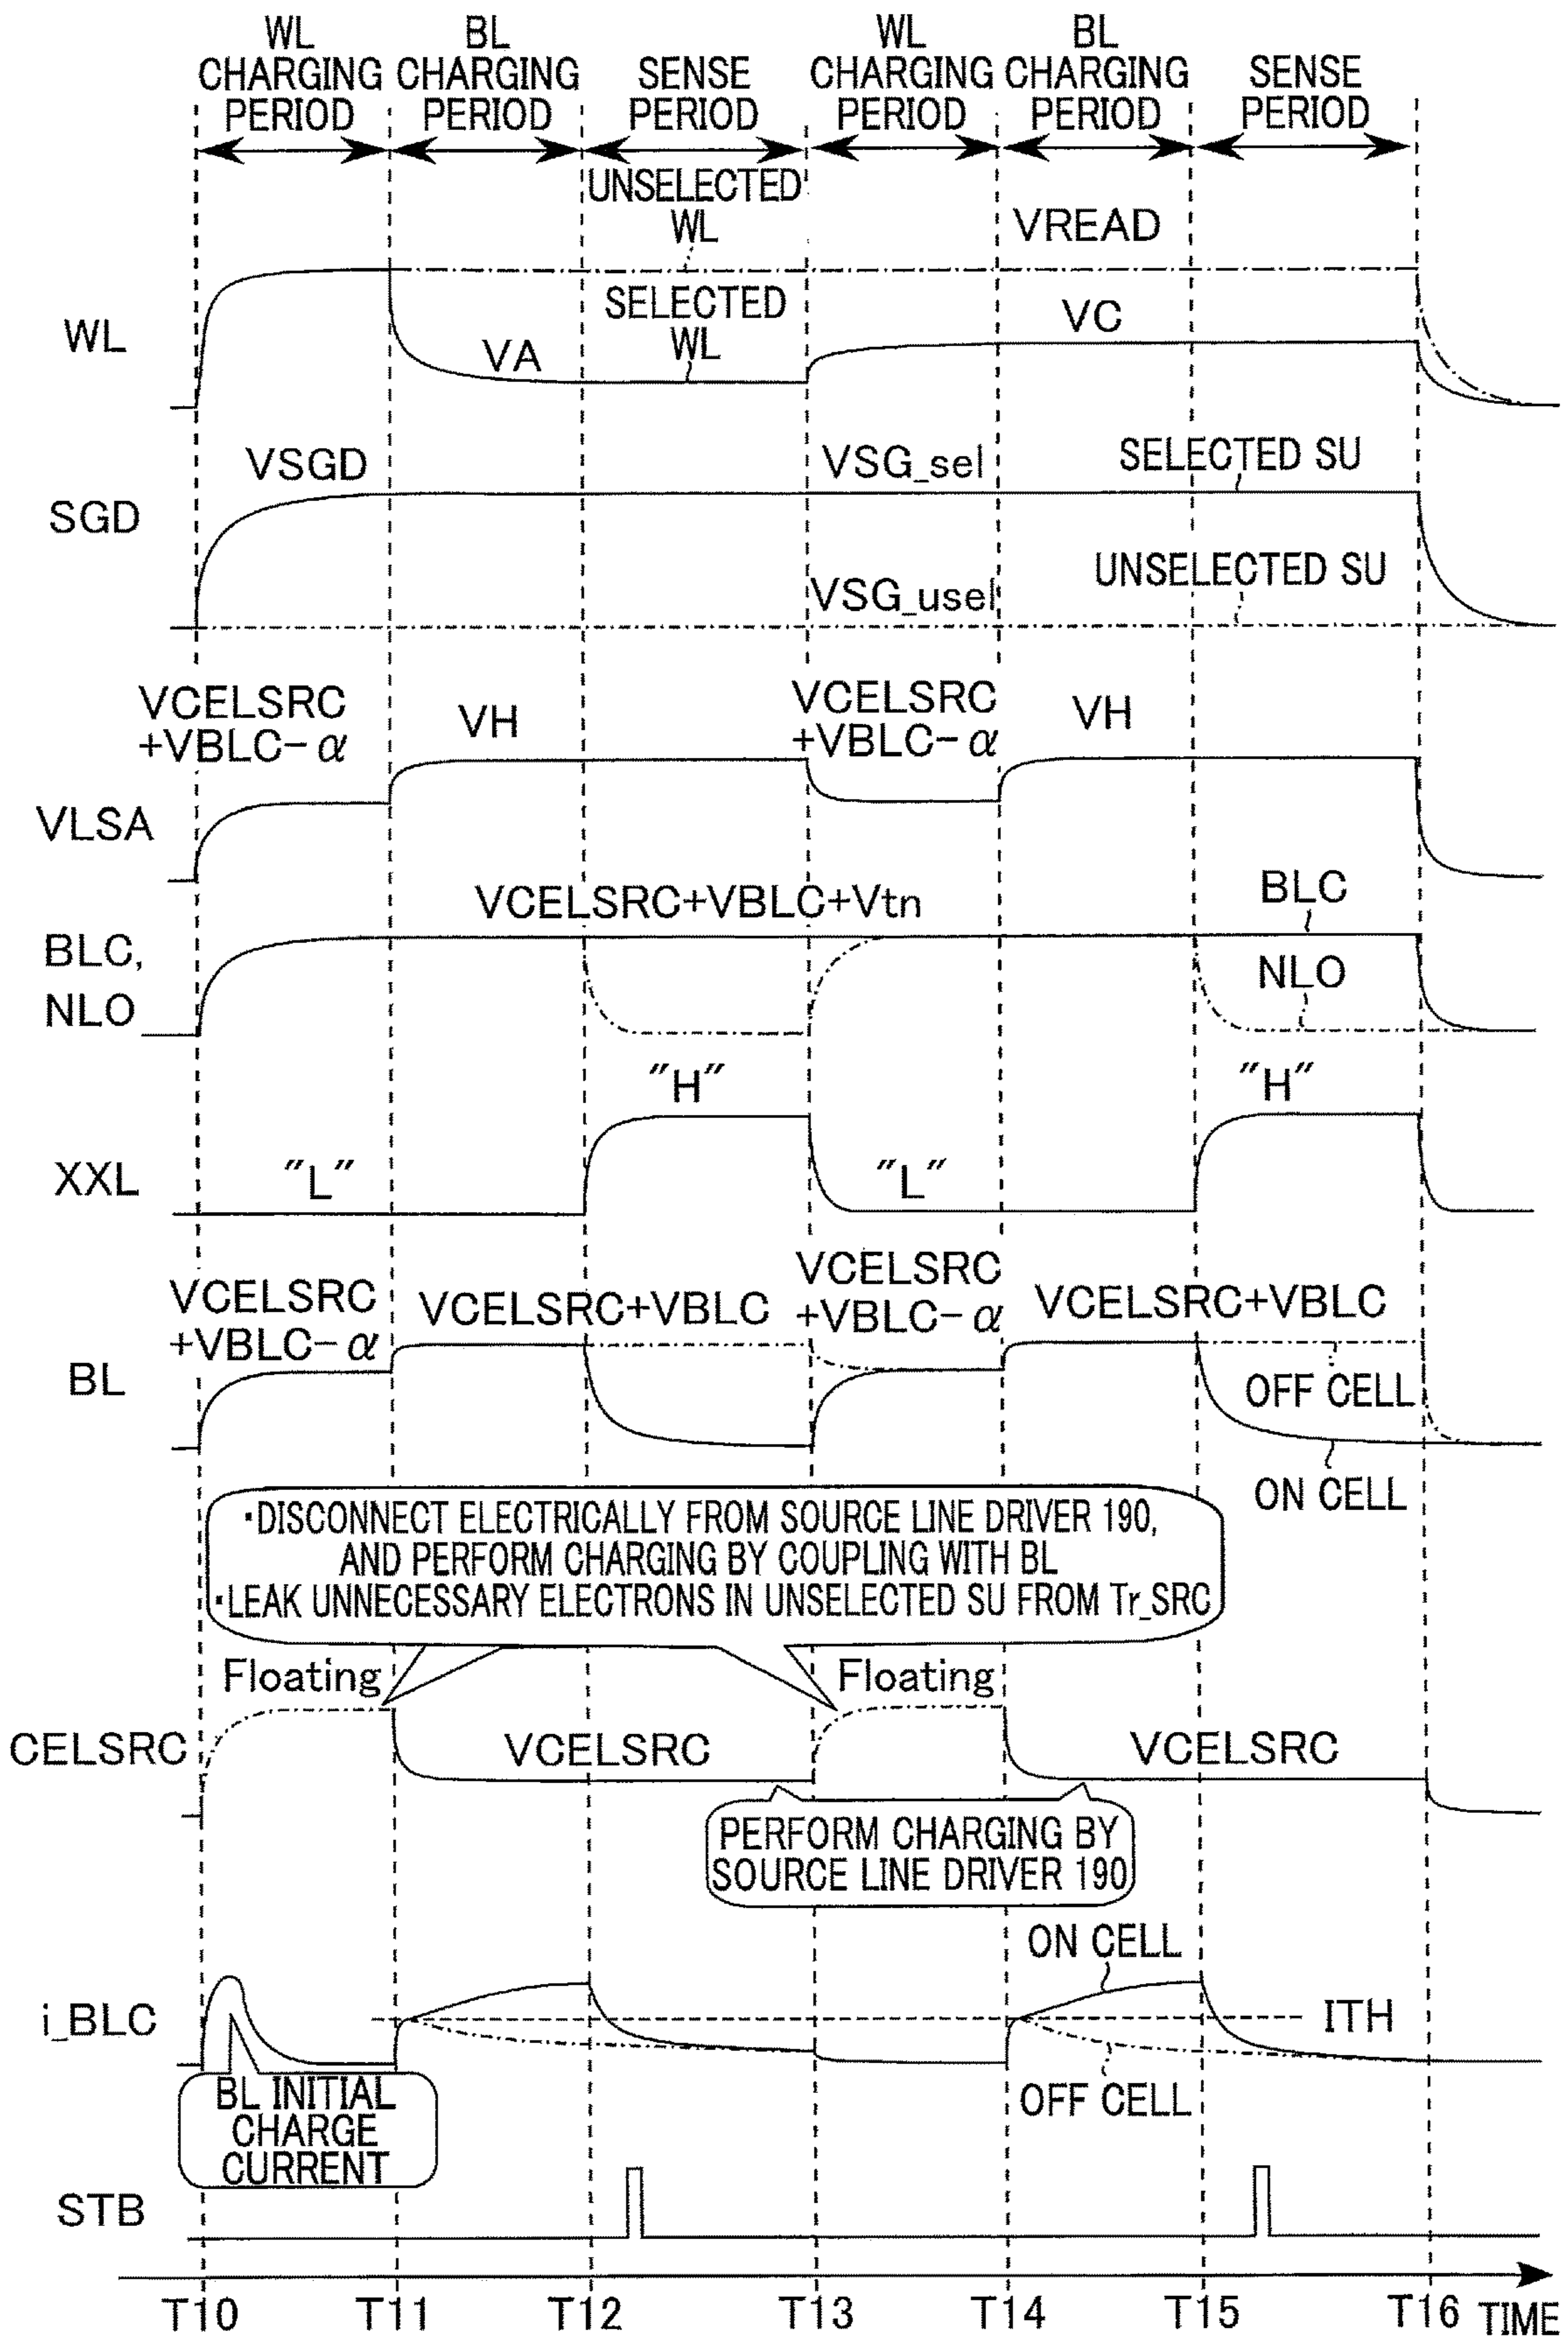 WL CHARGING PERIOD
BL CHARGING PERIOD
SENSE PERIOD
WL CHARGING PERIOD
BL CHARGING PERIOD
SENSE PERIOD
UNSELECTED WL
VREAD
SELECTED WL
VC
WL
VA
VSGD
VSG_sel
SELECTED SU
SGD
VSG_usel
UNSELECTED SU
VCELSRC
+VBLC-α
VH
VCELSRC
+VBLC-α
VH
VLSA
VCELSRC+VBLC+Vtn
BLC
BLC,
NLO
NLO
"H"
"H"
XXL
"L"
"L"
VCELSRC
+VBLC-α
VCELSRC+VBLC
VCELSRC
+VBLC-α
VCELSRC+VBLC
BL
OFF CELL
ON CELL
·DISCONNECT ELECTRICALLY FROM SOURCE LINE DRIVER 190,
AND PERFORM CHARGING BY COUPLING WITH BL
·LEAK UNNECESSARY ELECTRONS IN UNSELECTED SU FROM Tr_SRC
Floating
Floating
CELSRC
VCELSRC
VCELSRC
PERFORM CHARGING BY
SOURCE LINE DRIVER 190
ON CELL
i_BLC
ITH
OFF CELL
BL INITIAL
CHARGE
CURRENT
STB
T10
T11
T12
T13
T14
T15
T16
TIME